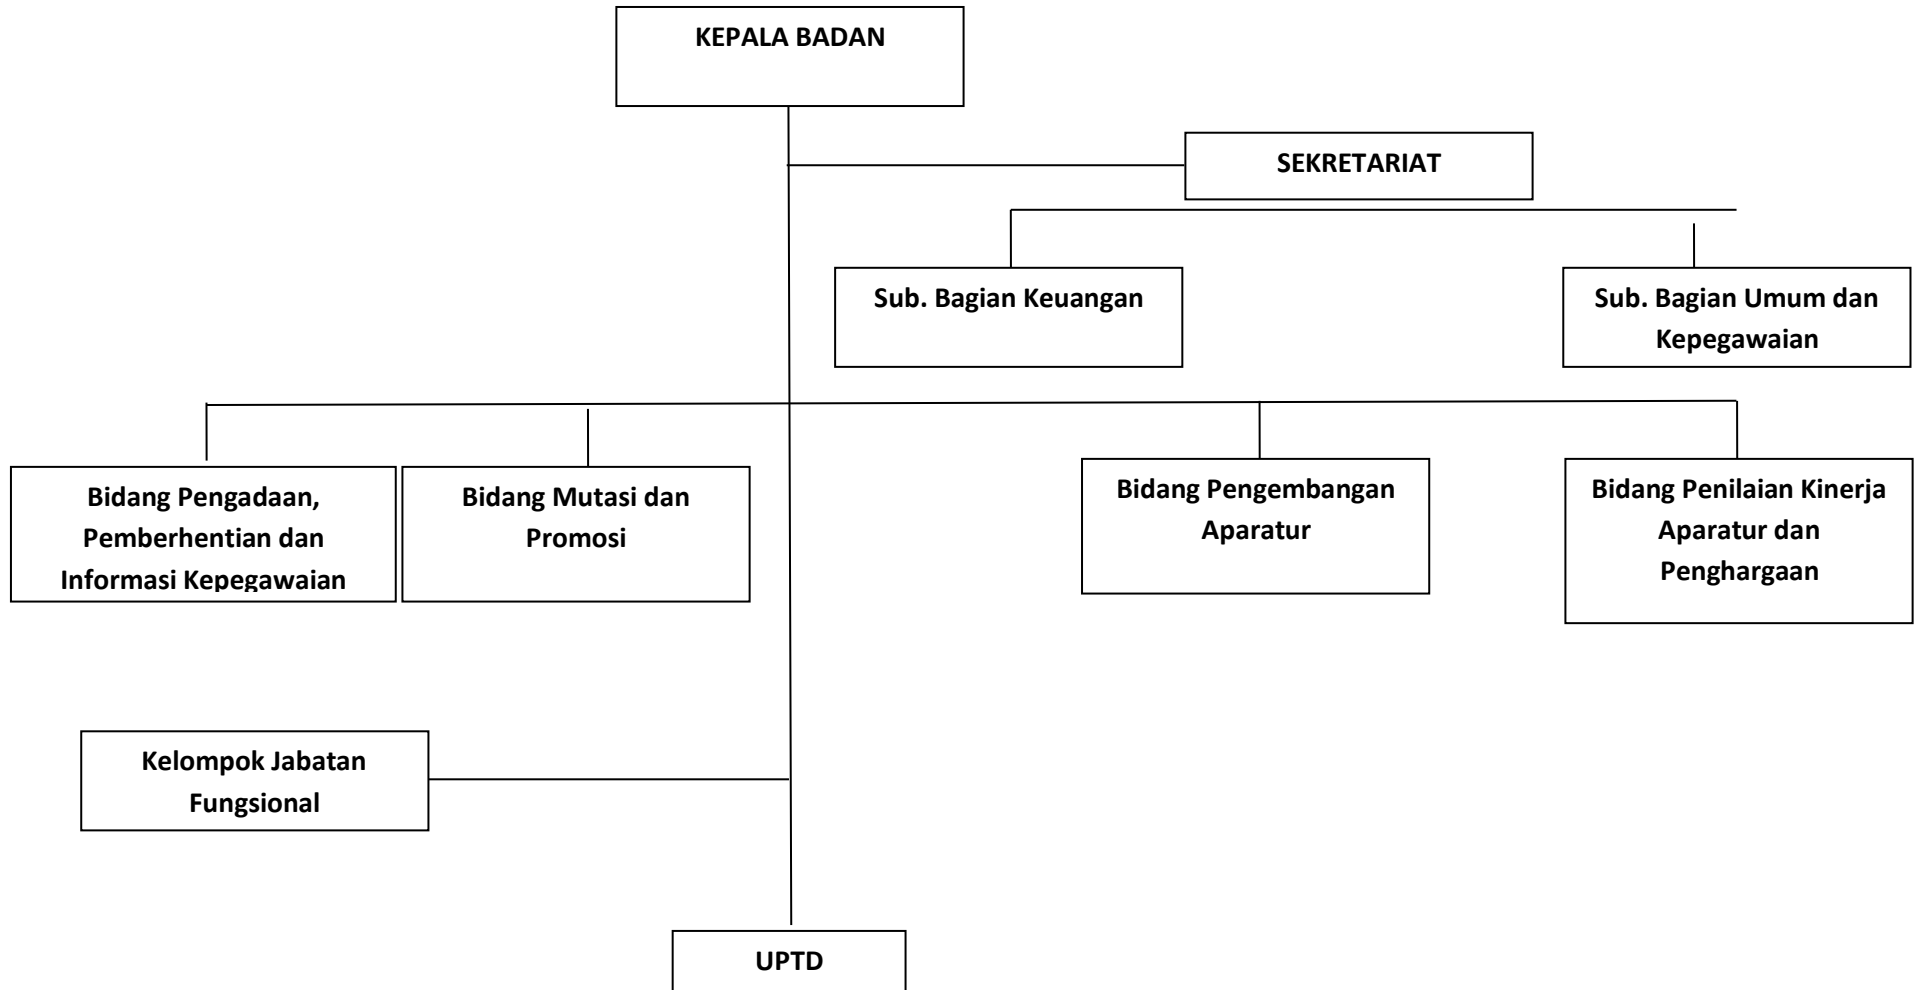 KEPALA BADAN
SEKRETARIAT
Sub. Bagian Keuangan
Sub. Bagian Umum dan
Kepegawaian
Bidang Pengadaan,
Pemberhentian dan
Informasi Kepegawaian
Bidang Mutasi dan
Promosi
Bidang Pengembangan
Aparatur
Bidang Penilaian Kinerja
Aparatur dan
Penghargaan
Kelompok Jabatan
Fungsional
UPTD